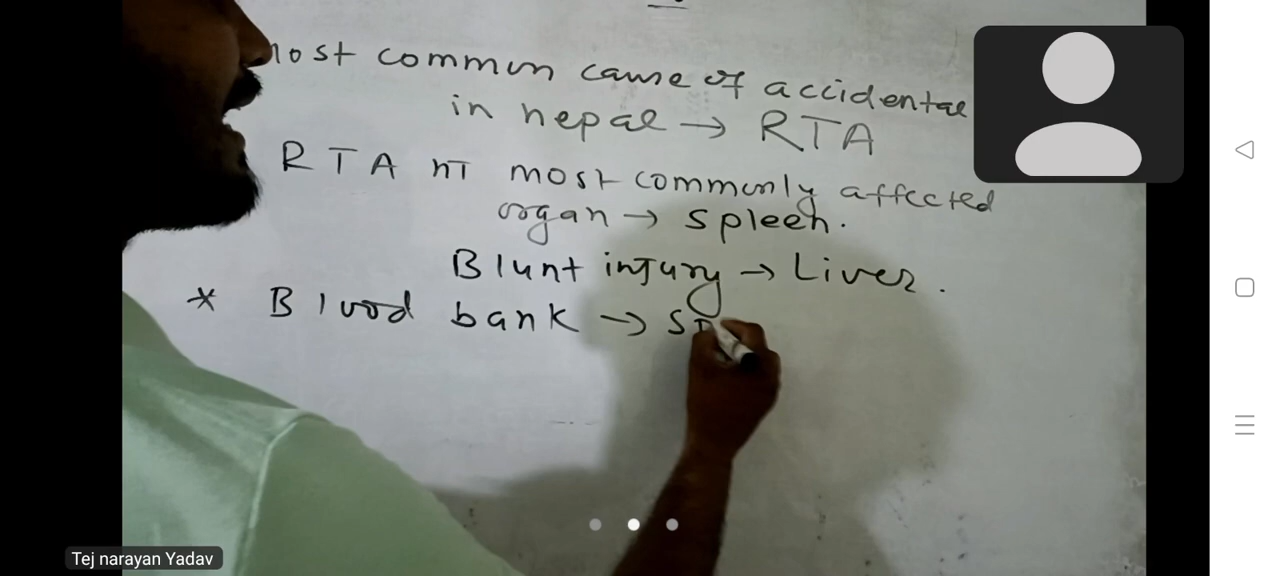 most common cause of accidental
in nepal → RTA
RTA मा most commonly affected
organ → spleen.
Blunt injury → Liver.
* Blood bank → sp
Tej narayan Yadav